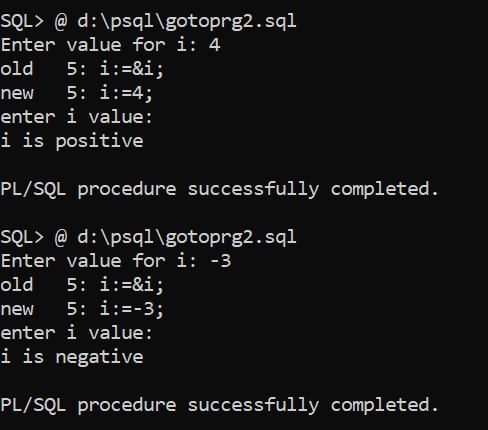 SQL> @ d:\psql\gotoprg2.sql
Enter value for i: 4
old   5: i:=&i;
new   5: i:=4;
enter i value:
i is positive
PL/SQL procedure successfully completed.
SQL> @ d:\psql\gotoprg2.sql
Enter value for i: -3
old   5: i:=&i;
new   5: i:=-3;
enter i value:
i is negative
PL/SQL procedure successfully completed.